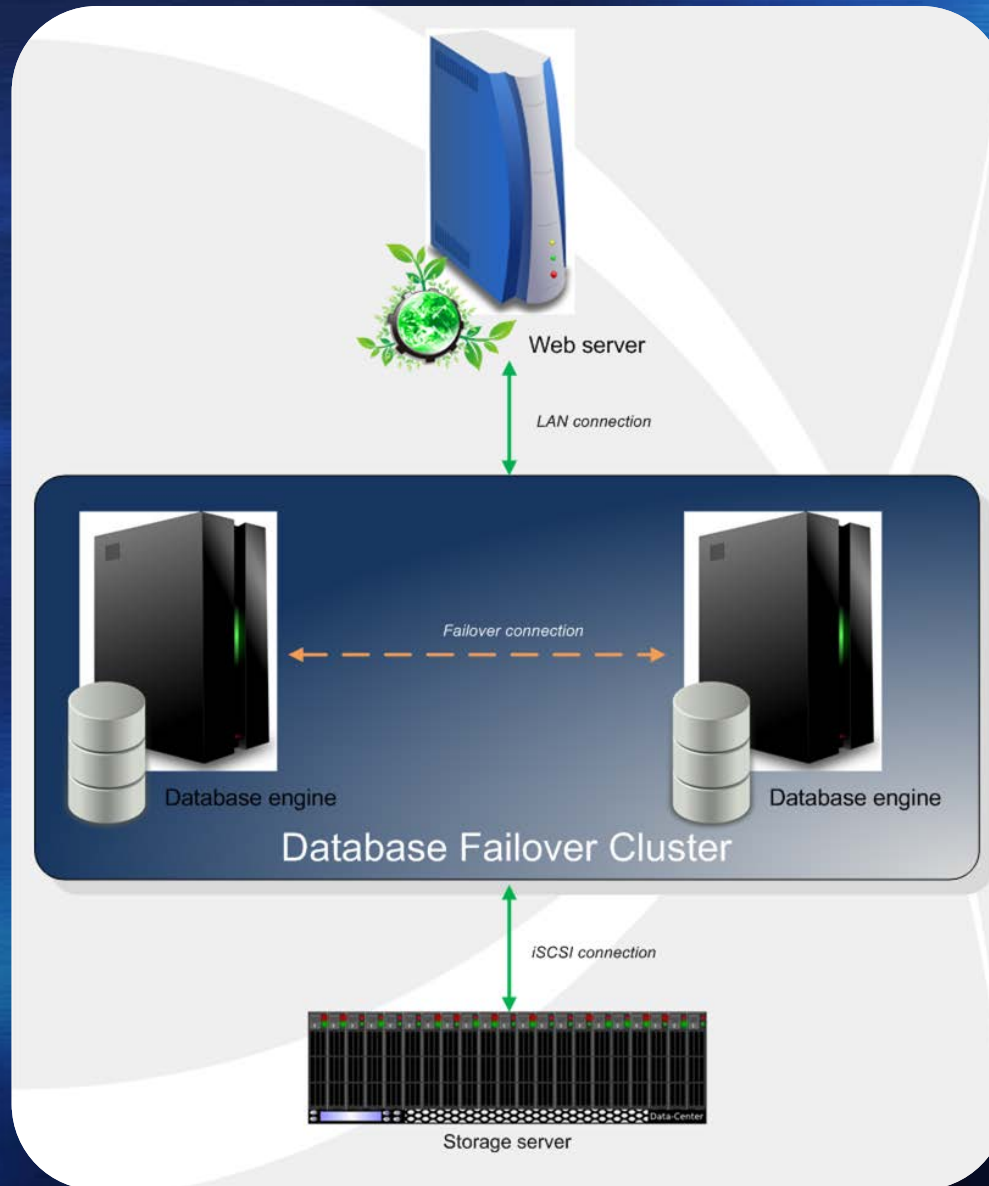 Web server
LAN connection
Failover connection
Database engine
Database engine
Database Failover Cluster
iSCSI connection
Data-Center
Storage server